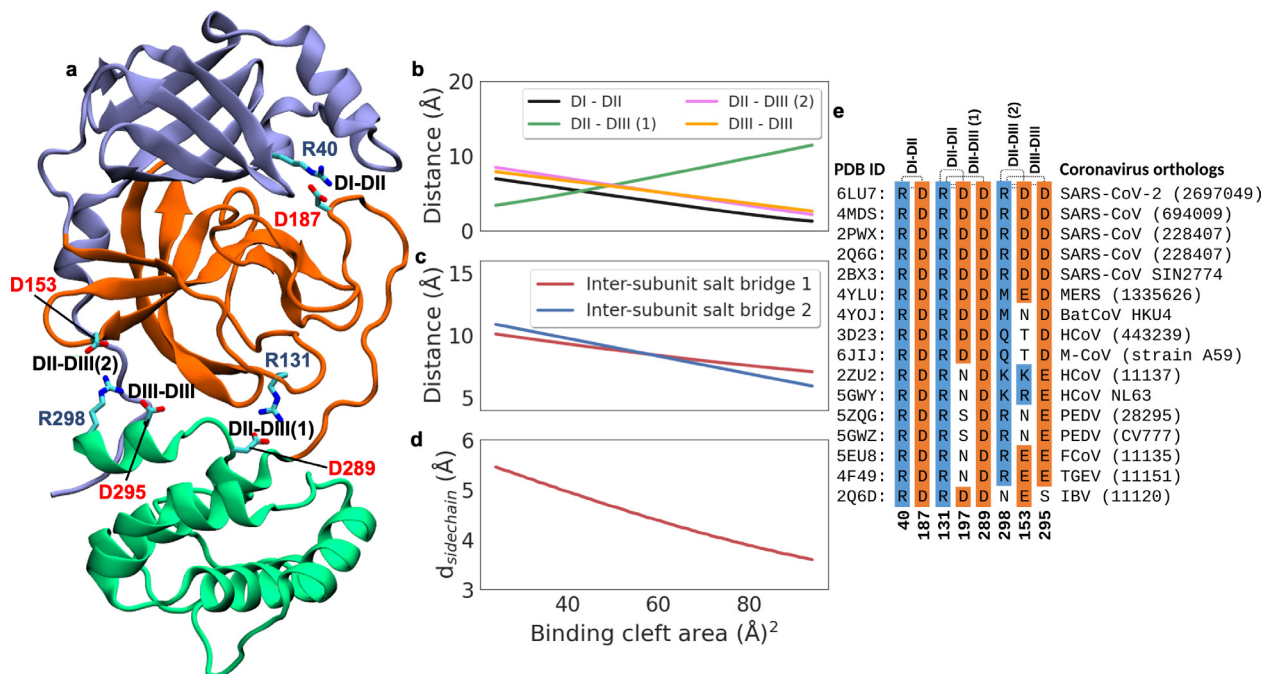 a
R40
DI-DII
D187
D153
DII-DIII(2)
R131
DIII-DIII
R298
DII-DIII(1)
D295
D289
b
20
10
0
Distance (Å)
DI - DII
DII - DIII (1)
DII - DIII (2)
DIII - DIII
c
15
10
5
Distance (Å)
Inter-subunit salt bridge 1
Inter-subunit salt bridge 2
d
6
5
4
3
dsidechain (Å)
40 60 80
Binding cleft area (Å)2
e
DI-DII
DII-DII
DII-DIII (1)
DII-DIII (2)
DIII-DIII
PDB ID Coronavirus orthologs
6LU7: R D R D D R D D SARS-CoV-2 (2697049)
4MDS: R D R D D R D D SARS-CoV (694009)
2PWX: R D R D D R D D SARS-CoV (228407)
2Q6G: R D R D D R D D SARS-CoV (228407)
2BX3: R D R D D R D D SARS-CoV SIN2774
4YLU: R D R D D M E D MERS (1335626)
4YOJ: R D R D D M N D BatCoV HKU4
3D23: R D R D D Q T D HCoV (443239)
6JIJ: R D R D D Q T D M-CoV (strain A59)
2ZU2: R D R N D K K E HCoV (11137)
5GWY: R D R N D K R E HCoV NL63
5ZQG: R D R S D R N E PEDV (28295)
5GWZ: R D R S D R N E PEDV (CV777)
5EU8: R D R N D R E E FCoV (11135)
4F49: R D R N D R E E TGEV (11151)
2Q6D: R D R D D N E S IBV (11120)
40 187 131 197 289 298 153 295